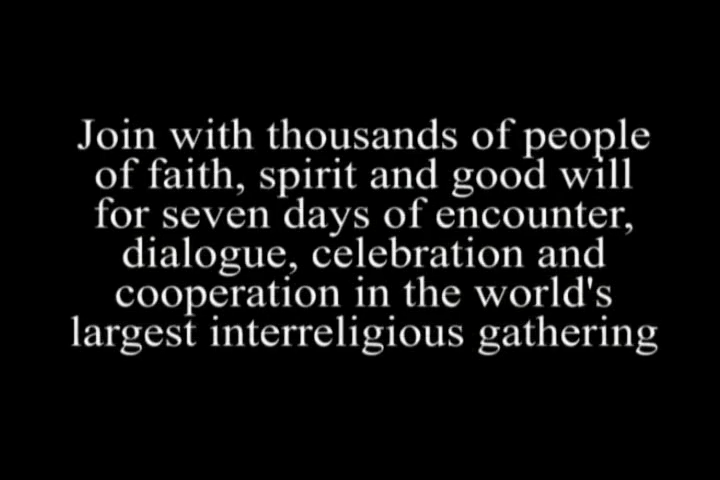 Join with thousands of people
of faith, spirit and good will
for seven days of encounter,
dialogue, celebration and
cooperation in the world's
largest interreligious gathering